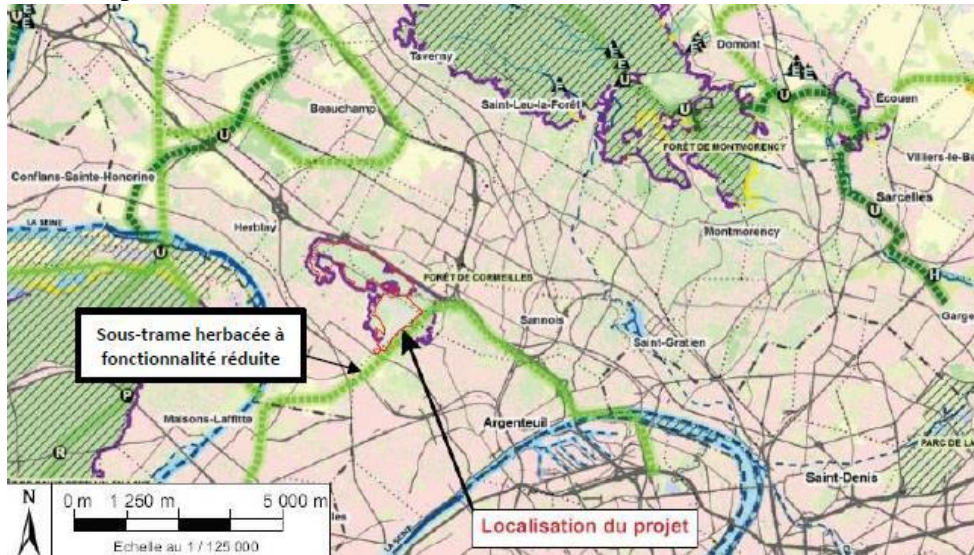 Taverny
Domont
Beauchamp
Saint-Leu-la-Forêt
Écouen
FORÊT DE MONTMORENCY
Villiers-le-Be
Conflans-Sainte-Honorine
Sarcelles
LA SEINE
Herblay
Montmorency
FORÊT DE CORMEILLES
Garge
Sous-trame herbacée à
fonctionnalité réduite
Sannois
Saint-Gratien
Maisons-Laffitte
Argenteuil
PARC DE LA
Saint-Denis
N
0 m 1 250 m 5 000 m
Echelle au 1 / 125 000
Localisation du projet
U
U
U
E
E
U
U
E
E
U
U
H
P
R